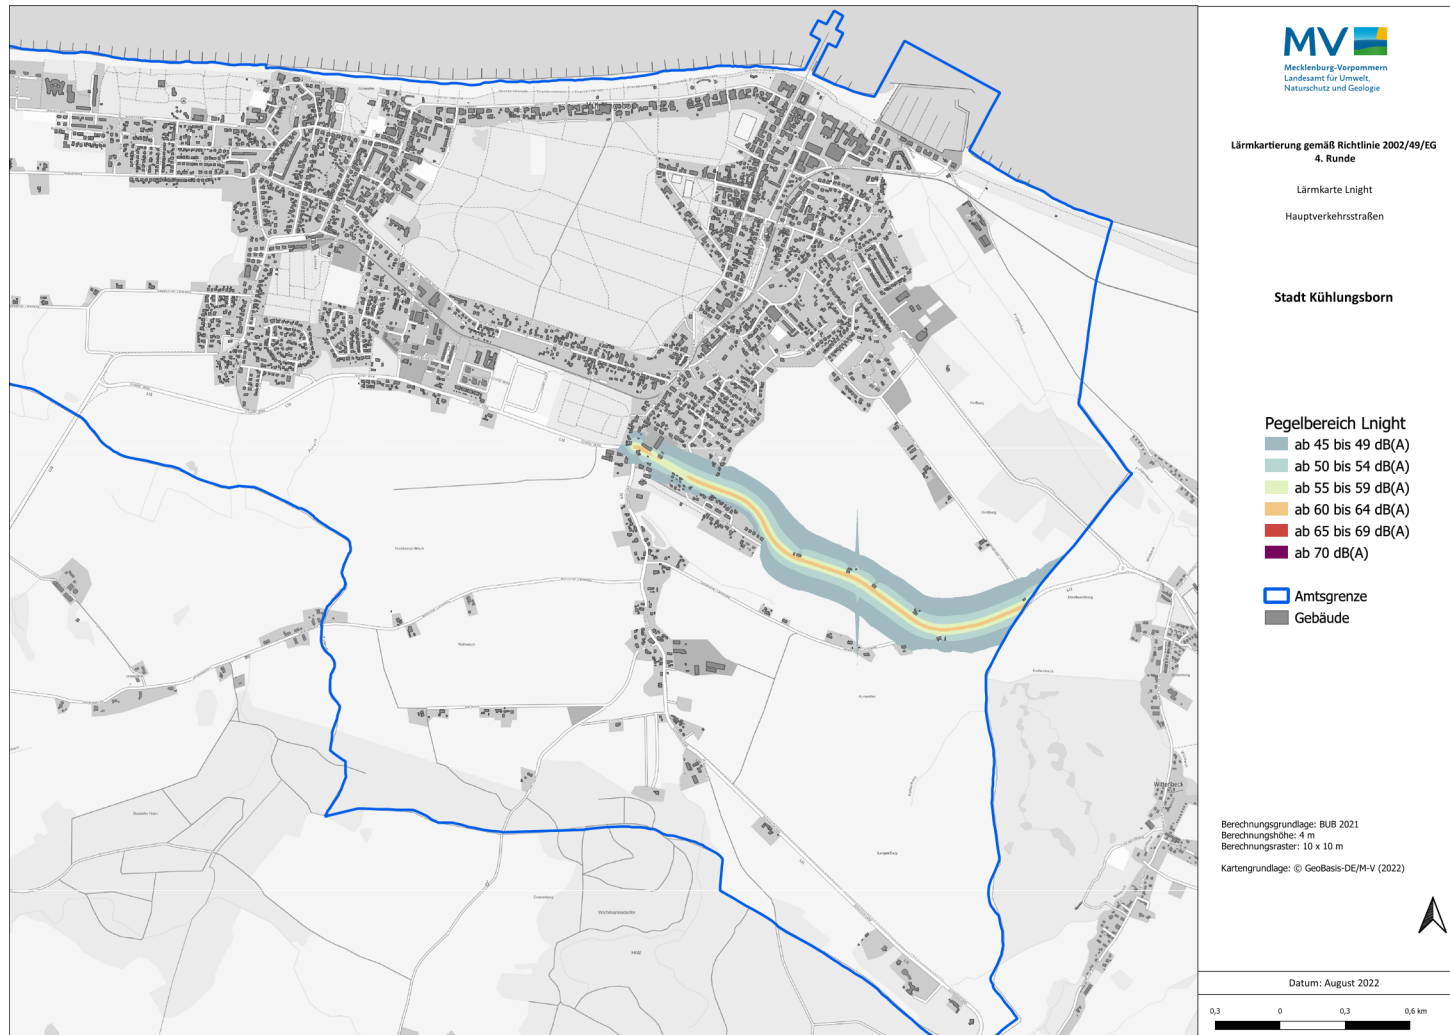 MV
Mecklenburg-Vorpommern
Landesamt für Umwelt,
Naturschutz und Geologie
Lärmkartierung gemäß Richtlinie 2002/49/EG
4. Runde
Lärmkarte Lnight
Hauptverkehrsstraßen
Stadt Kühlungsborn
Pegelbereich Lnight
ab 45 bis 49 dB(A)
ab 50 bis 54 dB(A)
ab 55 bis 59 dB(A)
ab 60 bis 64 dB(A)
ab 65 bis 69 dB(A)
ab 70 dB(A)
Amtsgrenze
Gebäude
Wittenbeck
Wichmannsdorfer
Holz
Berechnungsgrundlage: BUB 2021
Berechnungshöhe: 4 m
Berechnungsraster: 10 x 10 m
Kartengrundlage: © GeoBasis-DE/M-V (2022)
Datum: August 2022
0,3 0 0,3 0,6 km